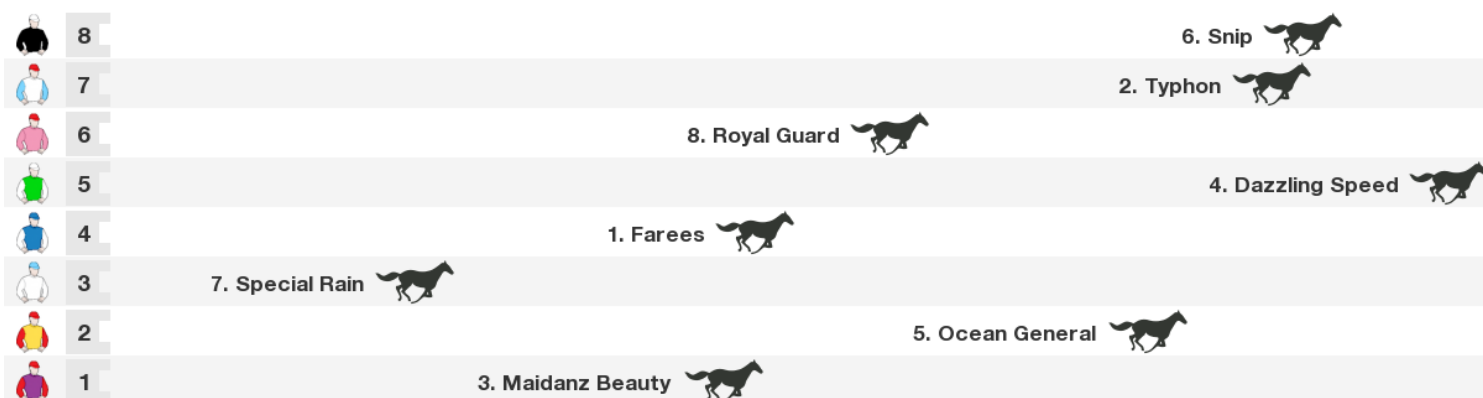 8 6. Snip
7 2. Typhon
6 8. Royal Guard
5 4. Dazzling Speed
4 1. Farees
3 7. Special Rain
2 5. Ocean General
1 3. Maidanz Beauty